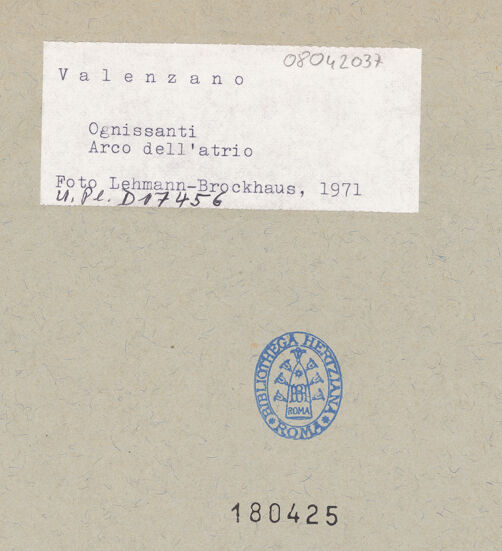 08042037
Valenzano
Ognissanti
Arco dell'atrio
Foto Lehmann-Brockhaus, 1971
U. Pl. D17456
BIBLIOTHECA HERTZIANA
ROMA
ROMA
180425